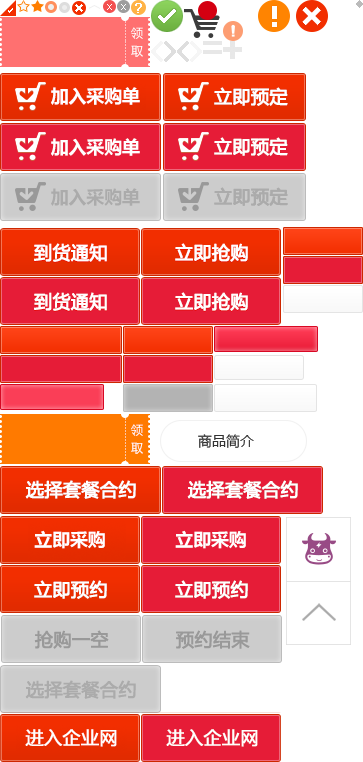 领取
加入采购单 立即预定
加入采购单 立即预定
加入采购单 立即预定
到货通知 立即抢购
到货通知 立即抢购
领取
商品简介
选择套餐合约 选择套餐合约
立即采购 立即采购
立即预约 立即预约
抢购一空 预约结束
选择套餐合约
进入企业网 进入企业网